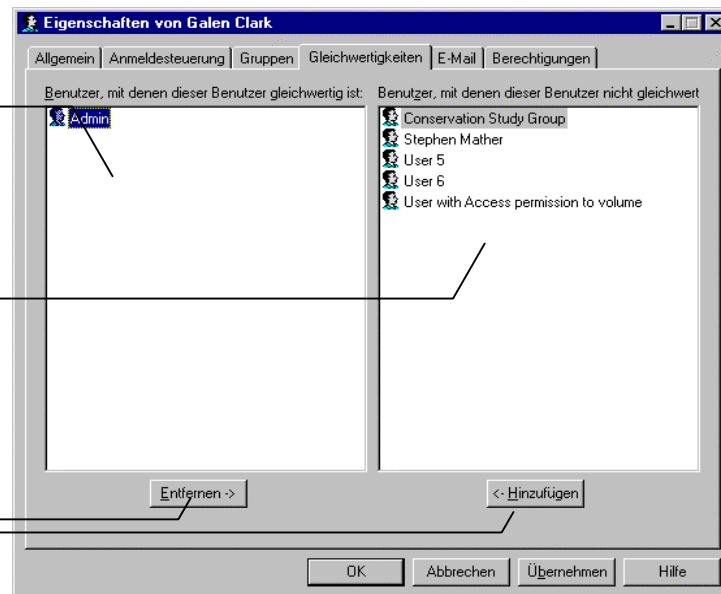 Eigenschaften von Galen Clark
Allgemein Anmeldesteuerung Gruppen Gleichwertigkeiten E-Mail Berechtigungen
Benutzer, mit denen dieser Benutzer gleichwertig ist:
Admin
Benutzer, mit denen dieser Benutzer nicht gleichwert
Conservation Study Group
Stephen Mather
User 5
User 6
User with Access permission to volume
Entfernen -> <- Hinzufügen
OK Abbrechen Übernehmen Hilfe